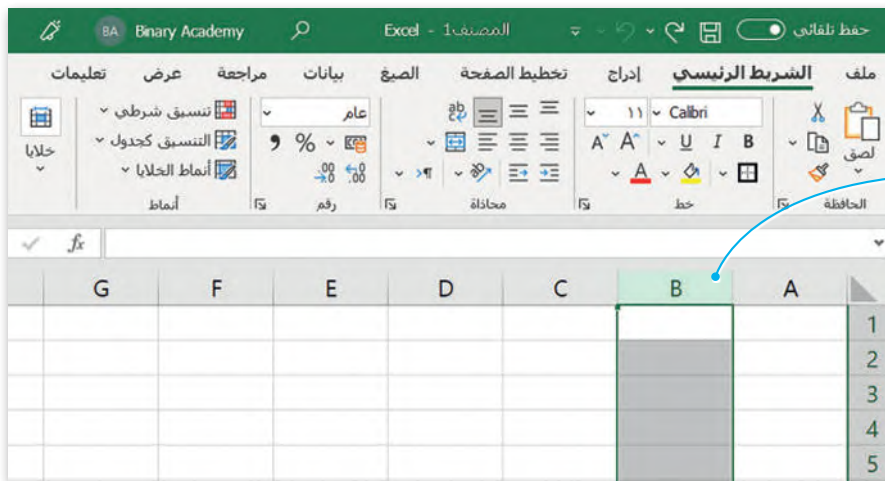 حفظ تلقائي المصنف1 - Excel Binary Academy BA
ملف الشريط الرئيسي إدراج تخطيط الصفحة الصيغ بيانات مراجعة عرض تعليمات
Calibri ١١ عام تنسيق شرطي
لصق B I U % التنسيق كجدول خلايا
أنماط الخلايا
الحافظة خط محاذاة رقم أنماط
fx
A B C D E F G
1
2
3
4
5